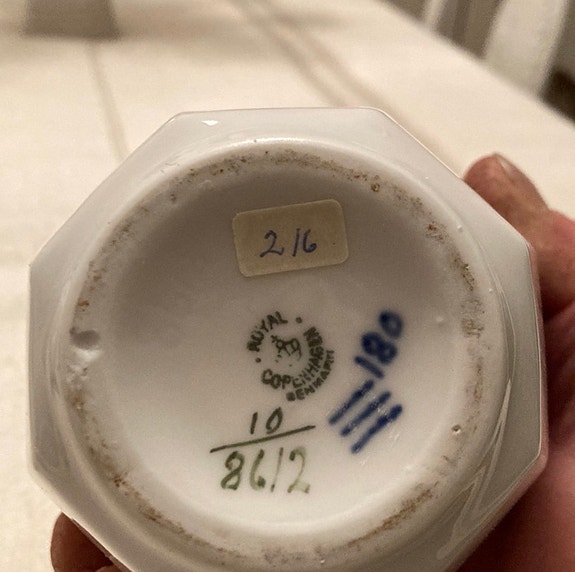 216
ROYAL
COPENHAGEN
DENMARK
180
10
8612